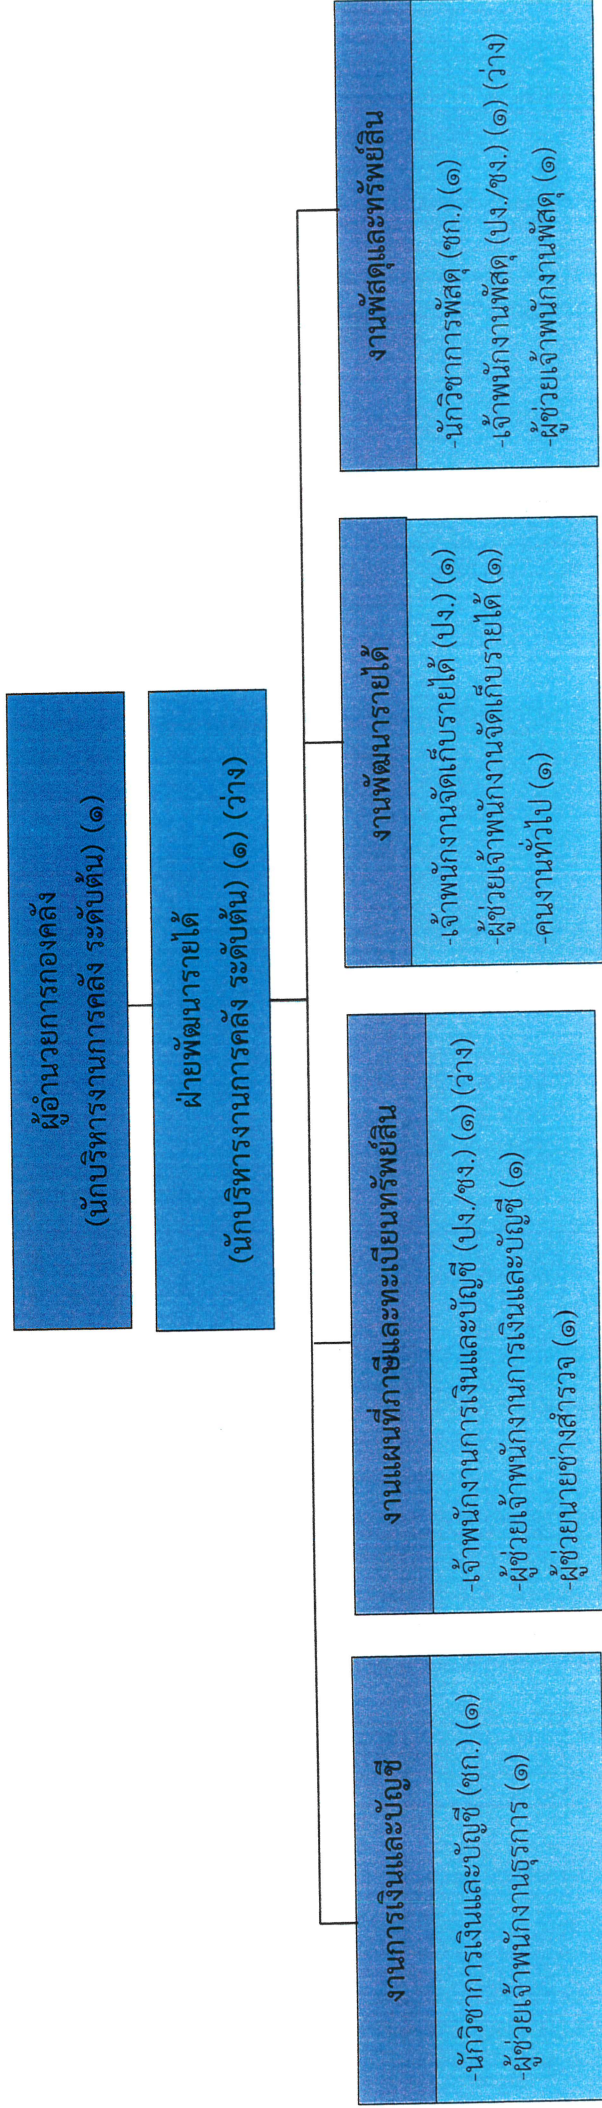 ผู้อำนวยการกองคลัง
(นักบริหารงานการคลัง ระดับต้น) (๑)
ฝ่ายพัฒนารายได้
(นักบริหารงานการคลัง ระดับต้น) (๑) (ว่าง)
งานการเงินและบัญชี
-นักวิชาการเงินและบัญชี (ชก.) (๑)
-ผู้ช่วยเจ้าพนักงานธุรการ (๑)
งานแผนที่ภาษีและทะเบียนทรัพย์สิน
-เจ้าพนักงานการเงินและบัญชี (ปง./ชง.) (๑) (ว่าง)
-ผู้ช่วยเจ้าพนักงานการเงินและบัญชี (๑)
-ผู้ช่วยนายช่างสำรวจ (๑)
งานพัฒนารายได้
-เจ้าพนักงานจัดเก็บรายได้ (ปง.) (๑)
-ผู้ช่วยเจ้าพนักงานจัดเก็บรายได้ (๑)
-คนงานทั่วไป (๑)
งานพัสดุและทรัพย์สิน
-นักวิชาการพัสดุ (ชก.) (๑)
-เจ้าพนักงานพัสดุ (ปง./ชง.) (๑) (ว่าง)
-ผู้ช่วยเจ้าพนักงานพัสดุ (๑)